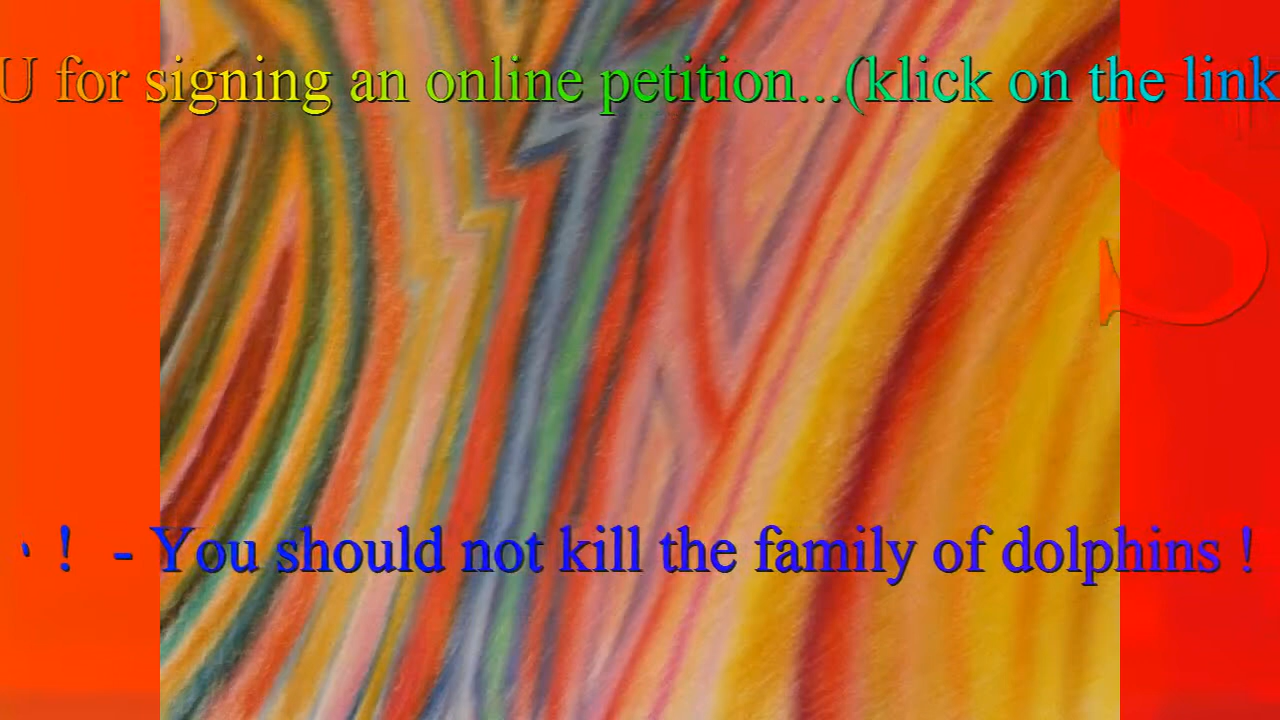 U for signing an online petition...(klick on the link
S
! - You should not kill the family of dolphins !